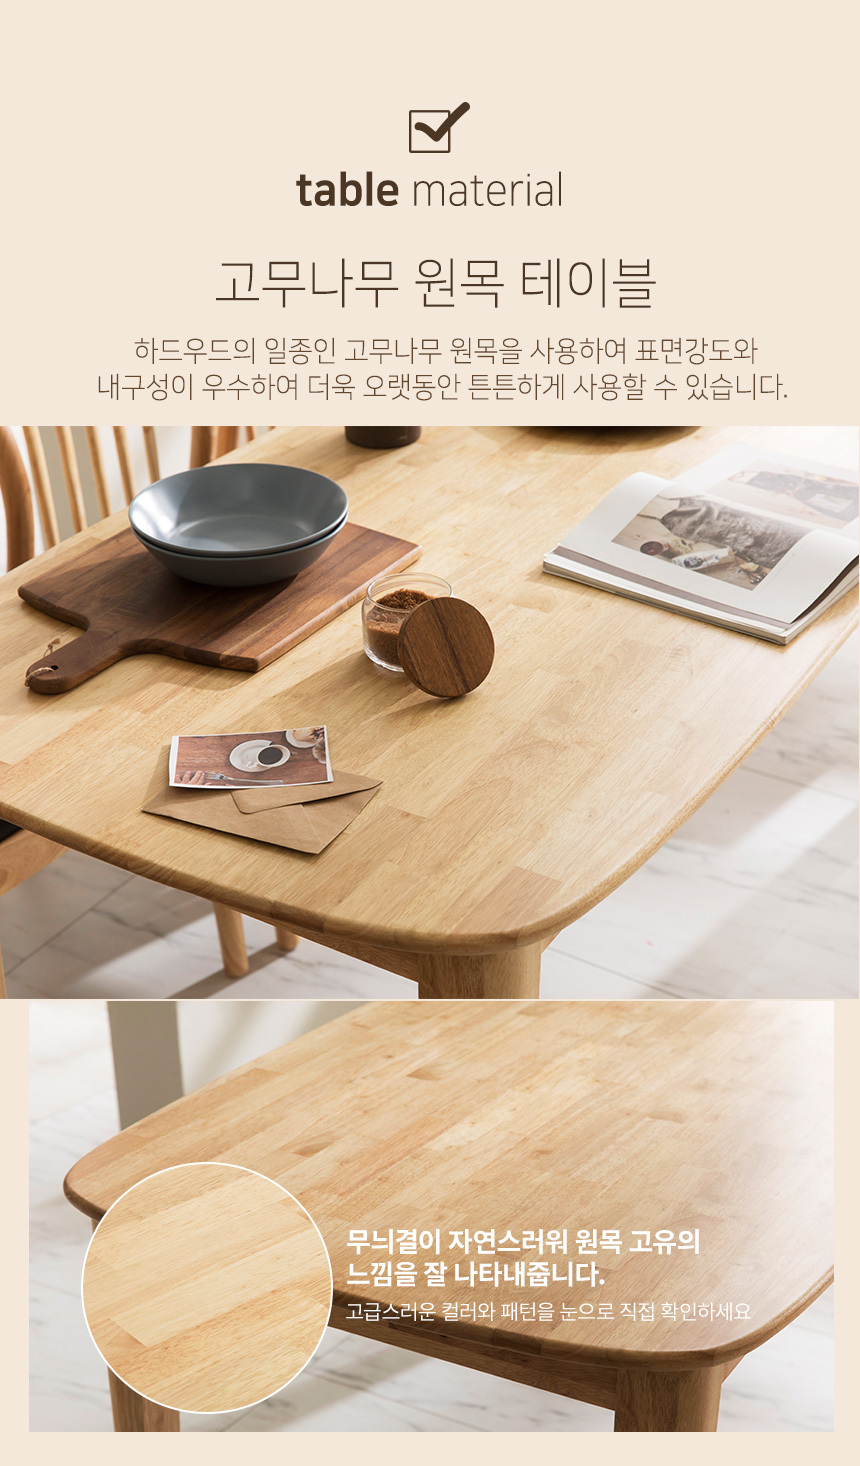 table material
고무나무 원목 테이블
하드우드의 일종인 고무나무 원목을 사용하여 표면강도와
내구성이 우수하여 더욱 오랫동안 튼튼하게 사용할 수 있습니다.
무늬결이 자연스러워 원목 고유의
느낌을 잘 나타내줍니다.
고급스러운 컬러와 패턴을 눈으로 직접 확인하세요